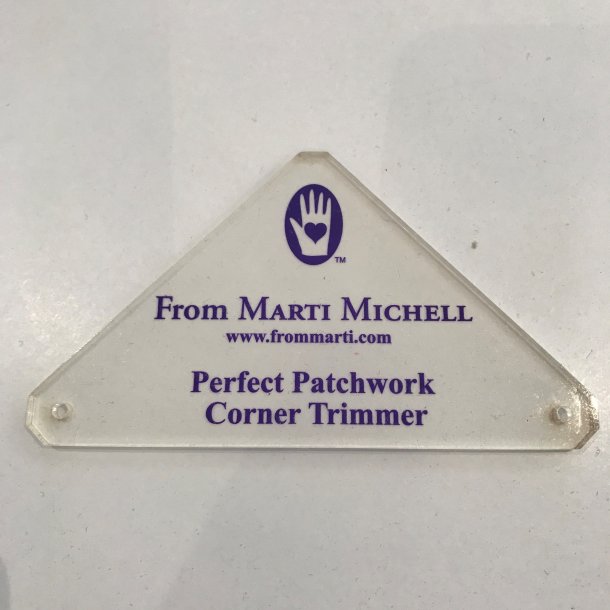 TM
From MARTI MICHELL
www.frommarti.com
Perfect Patchwork
Corner Trimmer